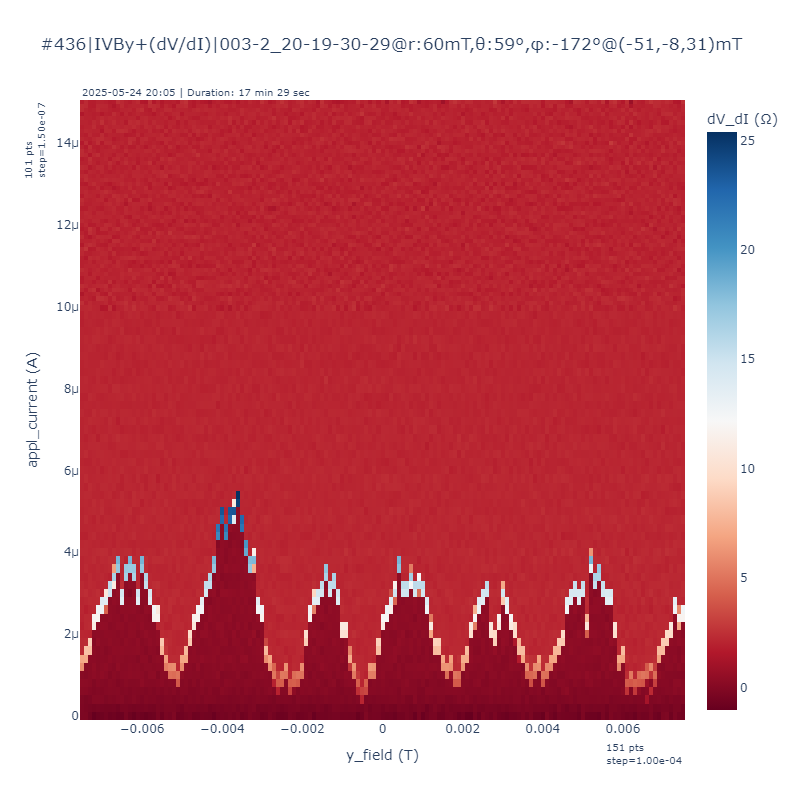 #436|IVBy+(dV/dI)|003-2_20-19-30-29@r:60mT,θ:59°,φ:-172°@(-51,-8,31)mT
2025-05-24 20:05 | Duration: 17 min 29 sec
101 pts
step=1.50e-07
dV_dI (Ω)
14μ
12μ
10μ
8μ
6μ
4μ
2μ
0
appl_current (A)
25
20
15
10
5
0
−0.006
−0.004
−0.002
0
0.002
0.004
0.006
y_field (T)
151 pts
step=1.00e-04